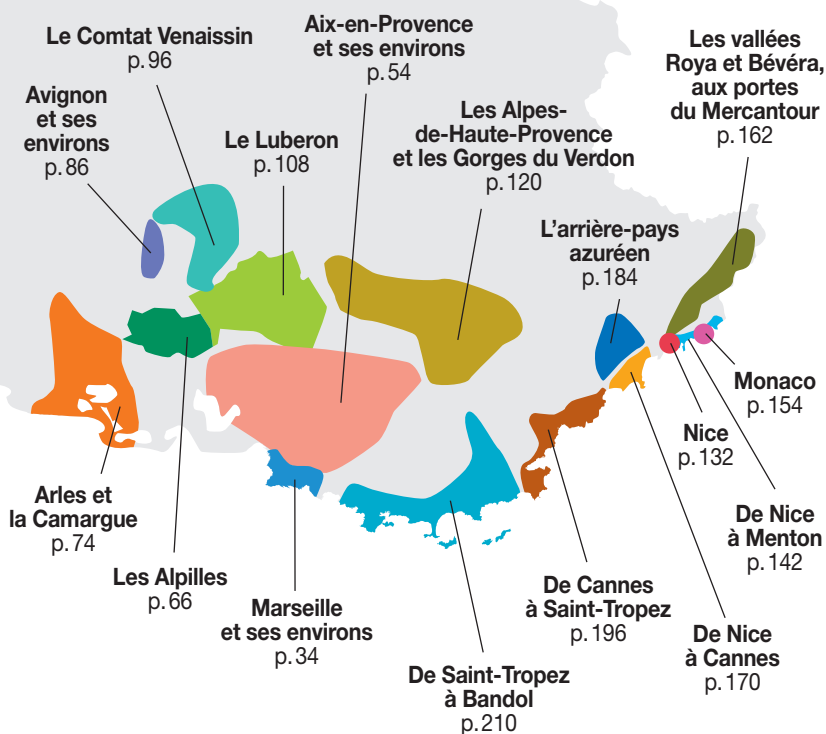 Le Comtat Venaissin
p. 96
Aix-en-Provence
et ses environs
p. 54
Les vallées
Roya et Bévéra,
aux portes
du Mercantour
p. 162
Avignon
et ses
environs
p. 86
Le Luberon
p. 108
Les Alpes-
de-Haute-Provence
et les Gorges du Verdon
p. 120
L'arrière-pays
azuréen
p. 184
Monaco
p. 154
Nice
p. 132
De Nice
à Menton
p. 142
Arles et
la Camargue
p. 74
Les Alpilles
p. 66
Marseille
et ses environs
p. 34
De Saint-Tropez
à Bandol
p. 210
De Cannes
à Saint-Tropez
p. 196
De Nice
à Cannes
p. 170